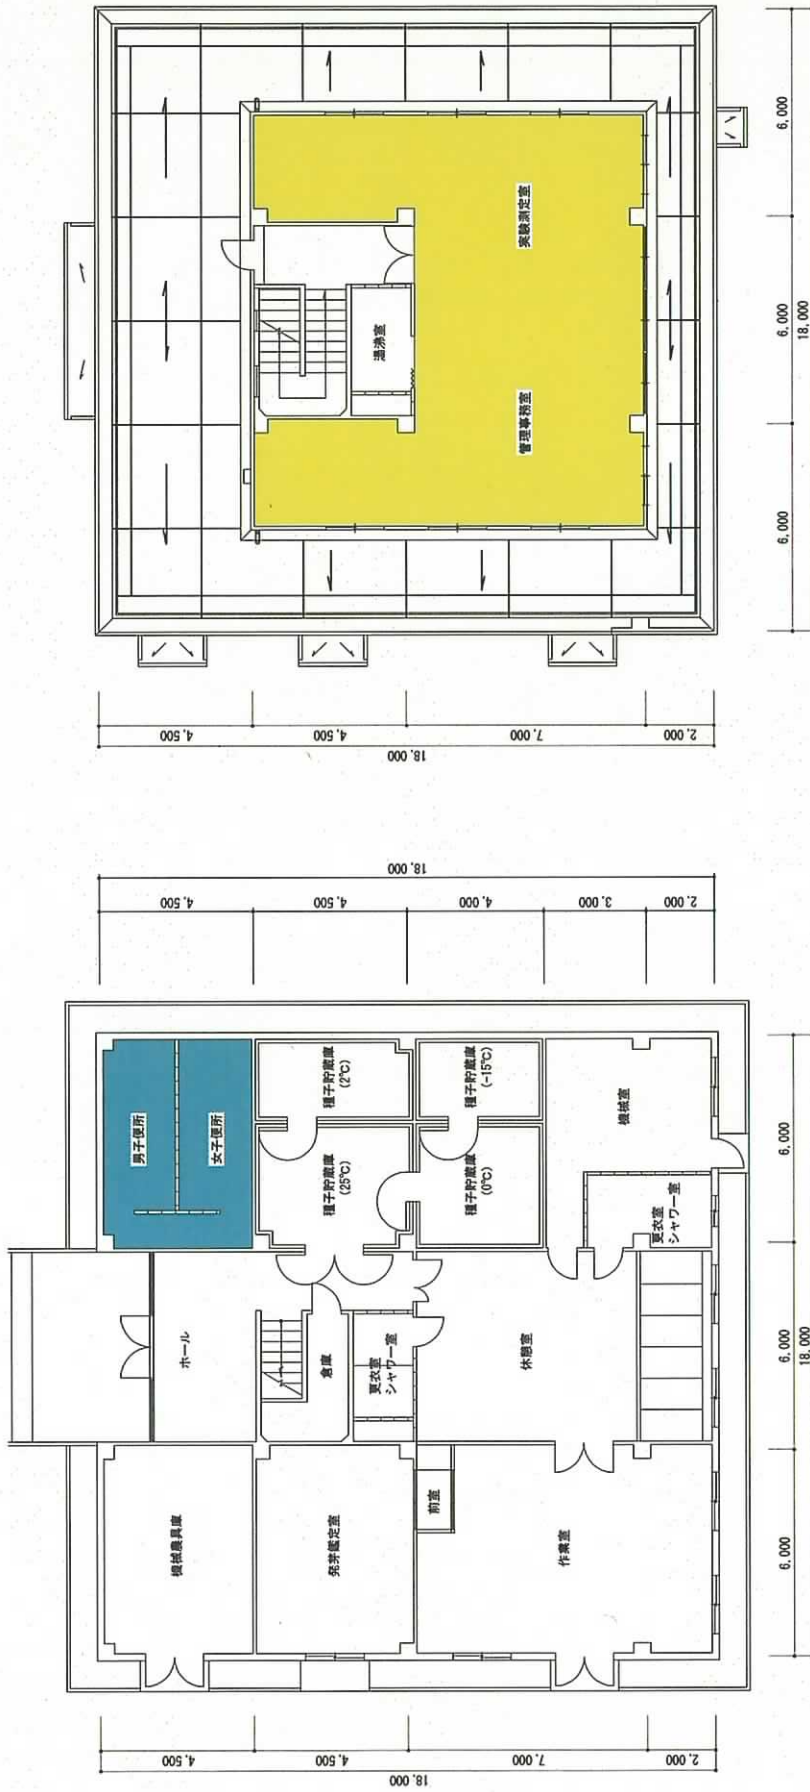 6,000
6,000
6,000
18,000
4,500
4,500
7,000
2,000
18,000
湯沸室
管理事務室
実験測定室
18,000
4,500
4,500
4,000
3,000
2,000
男子便所
女子便所
種子貯蔵庫
(2℃)
種子貯蔵庫
(25℃)
種子貯蔵庫
(-15℃)
種子貯蔵庫
(0℃)
機械室
更衣室
シャワー室
ホール
倉庫
更衣室
シャワー室
休憩室
機械農具庫
発芽鑑定室
前室
作業室
6,000
6,000
6,000
18,000
4,500
4,500
7,000
2,000
18,000